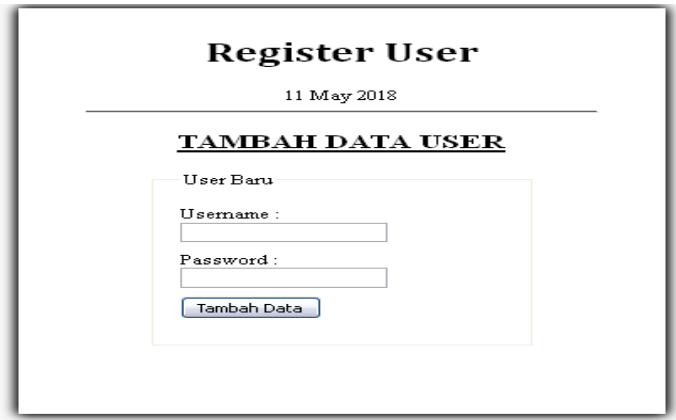 Register User
11 May 2018
TAMBAH DATA USER
User Baru
Username :
Password :
Tambah Data